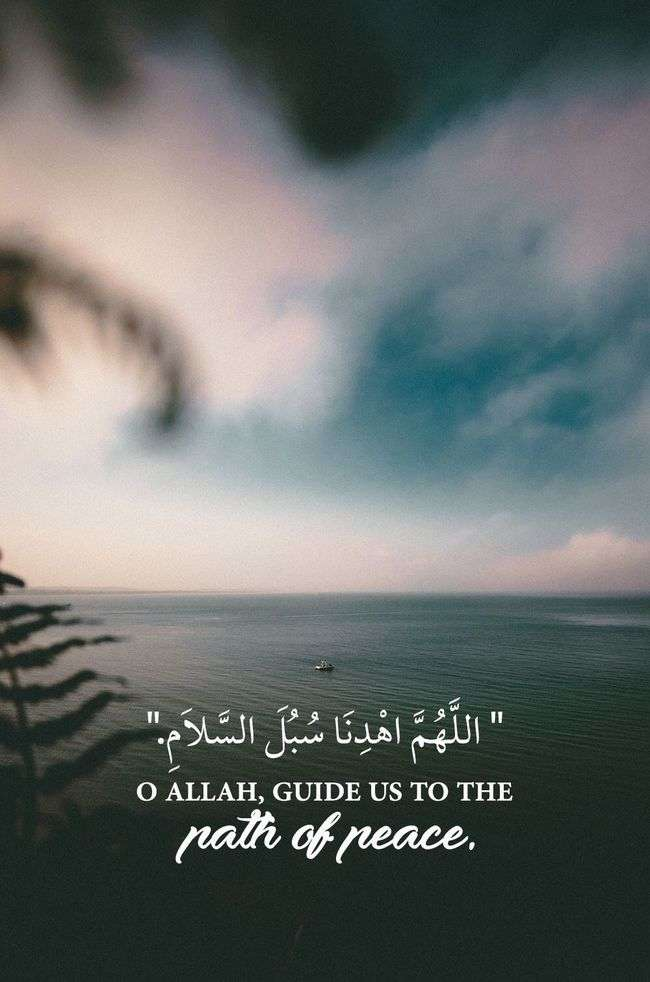 " اللَّهُمَّ اهْدِنَا سُبُلَ السَّلاَمِ."
O ALLAH, GUIDE US TO THE
path of peace.